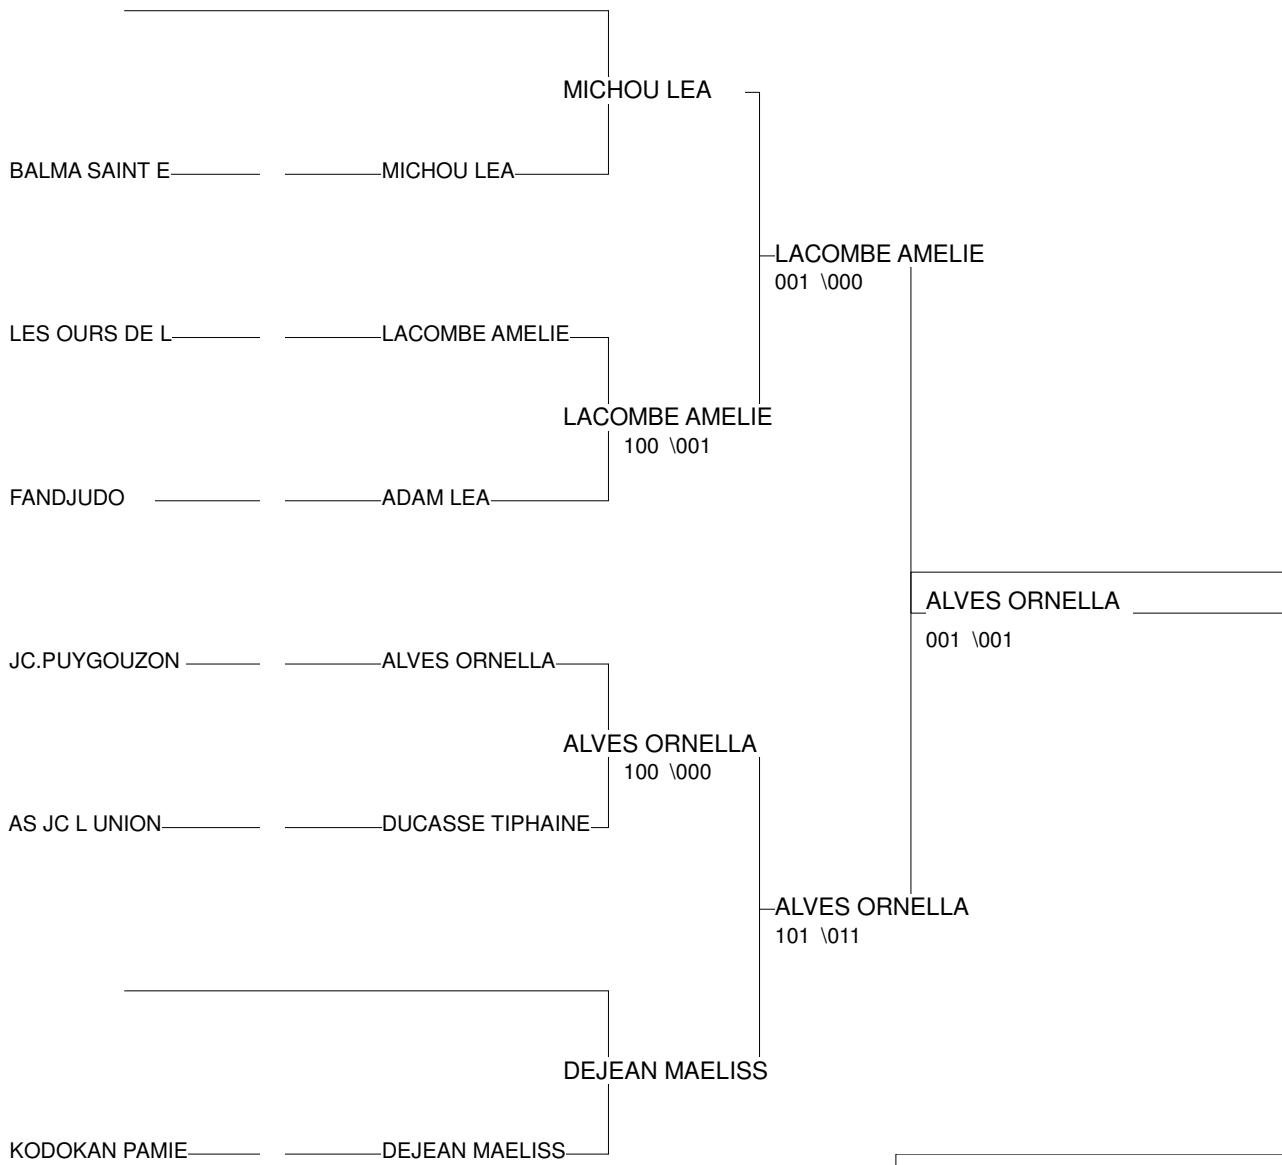 MICHOU LEA
BALMA SAINT E MICHOU LEA
LACOMBE AMELIE
001 \000
LES OURS DE L LACOMBE AMELIE
LACOMBE AMELIE
100 \001
FANDJUDO ADAM LEA
ALVES ORNELLA
001 \001
JC.PUYGOUZON ALVES ORNELLA
ALVES ORNELLA
100 \000
AS JC L UNION DUCASSE TIPHAINE
ALVES ORNELLA
101 \011
DEJEAN MAELISS
KODOKAN PAMIE DEJEAN MAELISS